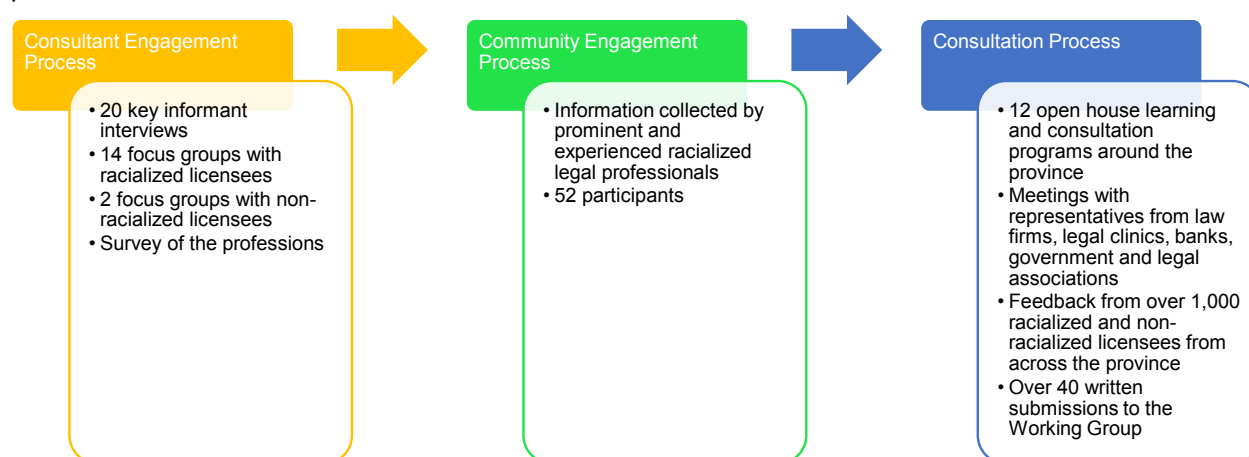 Consultant Engagement
Process
• 20 key informant
interviews
• 14 focus groups with
racialized licensees
• 2 focus groups with non-
racialized licensees
• Survey of the professions
Community Engagement
Process
• Information collected by
prominent and
experienced racialized
legal professionals
• 52 participants
Consultation Process
• 12 open house learning
and consultation
programs around the
province
• Meetings with
representatives from law
firms, legal clinics, banks,
government and legal
associations
• Feedback from over 1,000
racialized and non-
racialized licensees from
across the province
• Over 40 written
submissions to the
Working Group